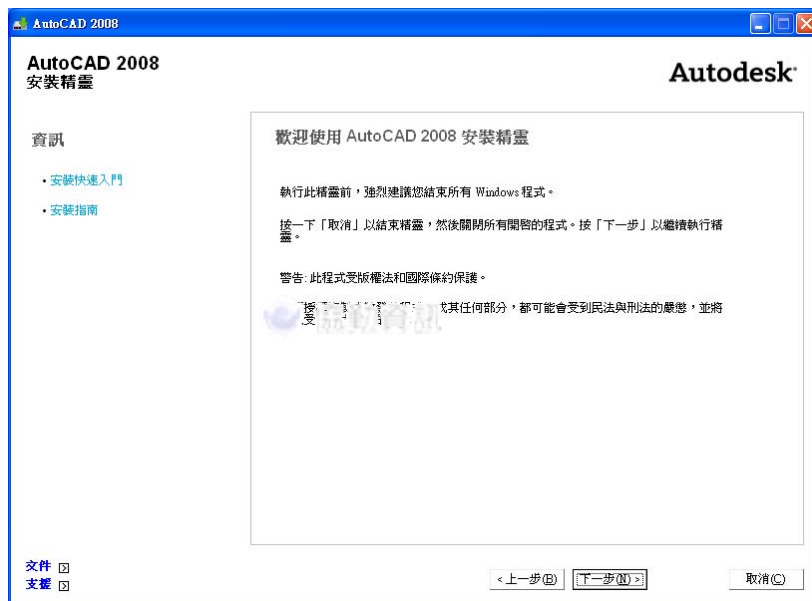 AutoCAD 2008
AutoCAD 2008
安裝精靈
Autodesk
資訊
• 安裝快速入門
• 安裝指南
歡迎使用 AutoCAD 2008 安裝精靈
執行此精靈前，強烈建議您結束所有 Windows 程式。
按一下「取消」以結束精靈，然後關閉所有開啓的程式。按「下一步」以繼續執行精
靈。
警告: 此程式受版權法和國際條約保護。
或其任何部分，都可能會受到民法與刑法的嚴懲，並將
受
資訊
文件
支援
<上一步(B)
下一步(N)>
取消(C)